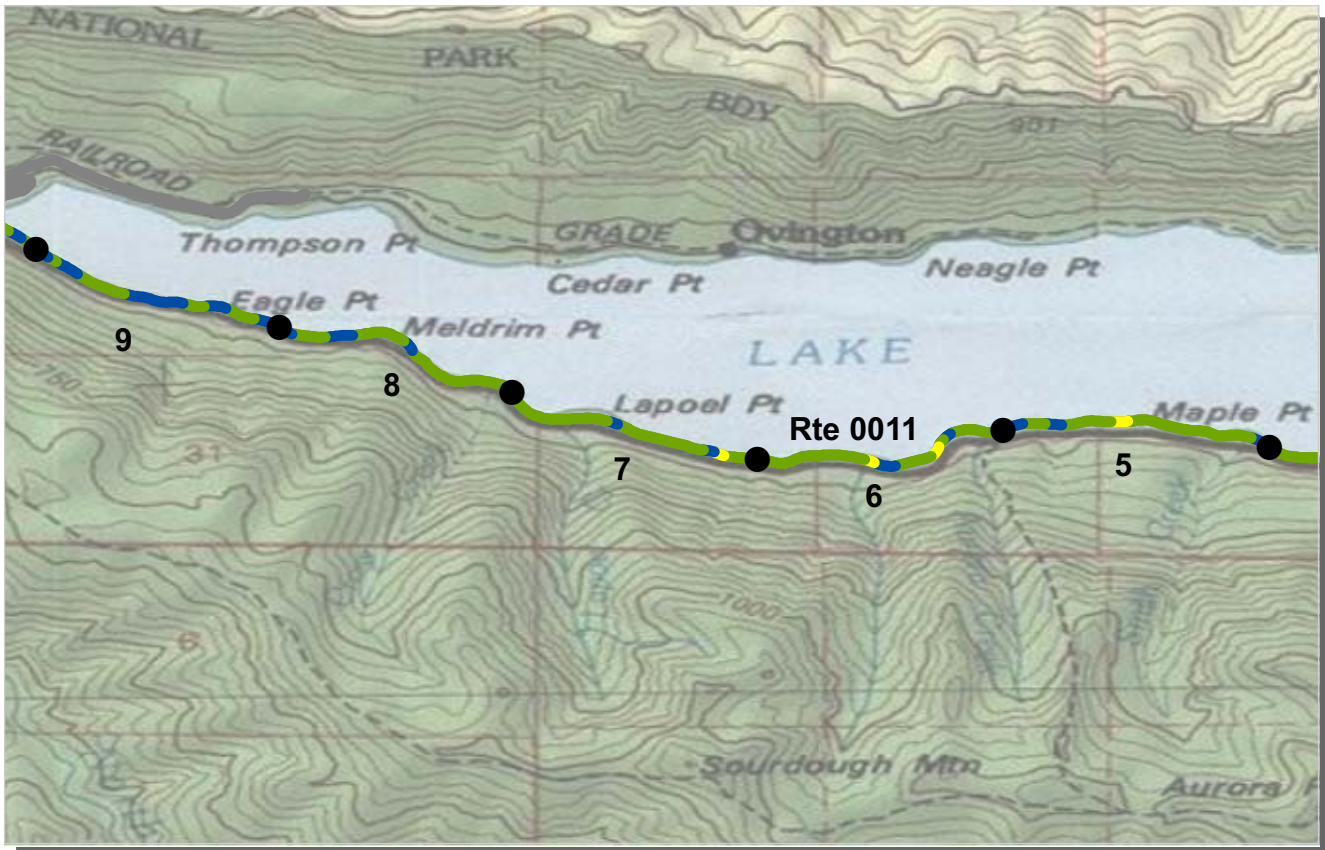 NATIONAL
PARK
BDY
931
RAILROAD
Thompson Pt
GRADE
Ovington
Cedar Pt
Neagle Pt
Eagle Pt
Meldrim Pt
LAKE
9
8
750
Lapoel Pt
Rte 0011
Maple Pt
7
6
5
31
1000
6
Sourdough Mtn
Aurora